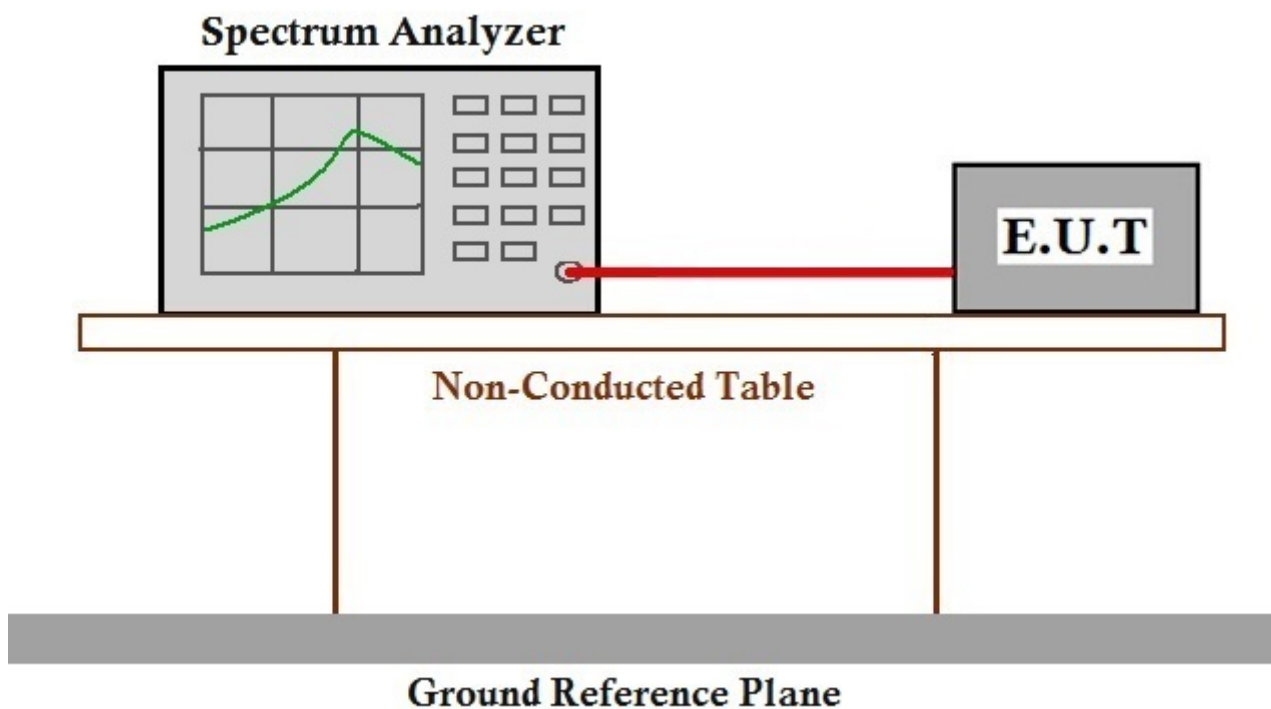 Spectrum Analyzer
E.U.T
Non-Conducted Table
Ground Reference Plane